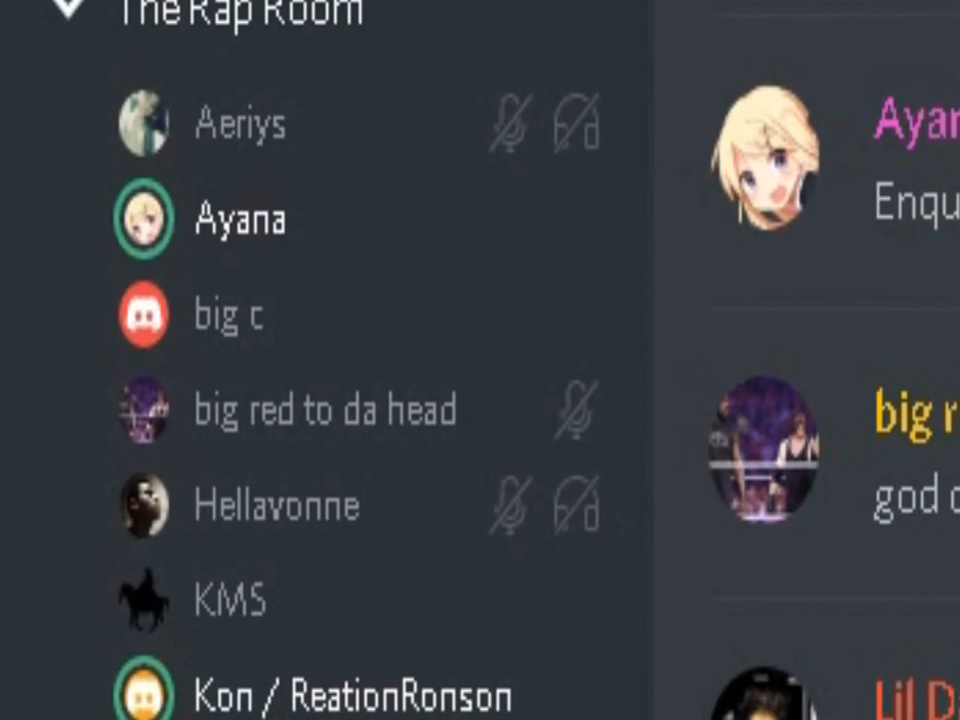 The Rap Room
Aeriys
Ayana
big c
big red to da head
Hellavonne
KMS
Kon / ReationRonson
Ayan
Enqu
big r
god
Lil D